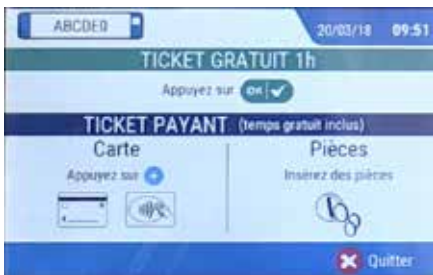 ABCDEQ
20/03/18 09:51
TICKET GRATUIT 1h
Appuyez sur OK
TICKET PAYANT (temps gratuit inclus)
Carte
Appuyez sur
Pièces
Insérez des pièces
Quitter